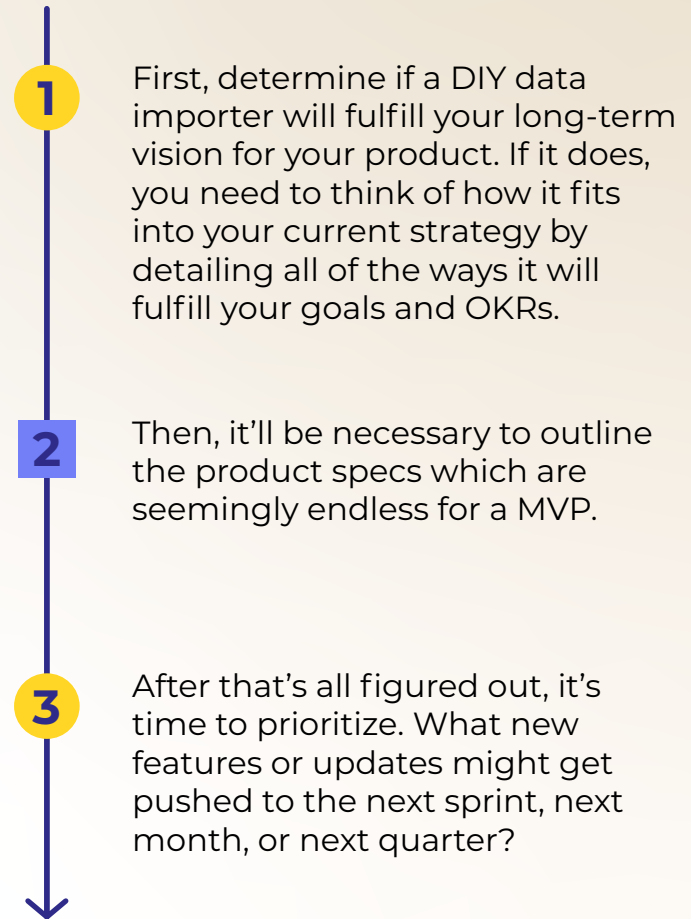 1
First, determine if a DIY data
importer will fulfill your long-term
vision for your product. If it does,
you need to think of how it fits
into your current strategy by
detailing all of the ways it will
fulfill your goals and OKRs.
2
Then, it’ll be necessary to outline
the product specs which are
seemingly endless for a MVP.
3
After that’s all figured out, it’s
time to prioritize. What new
features or updates might get
pushed to the next sprint, next
month, or next quarter?